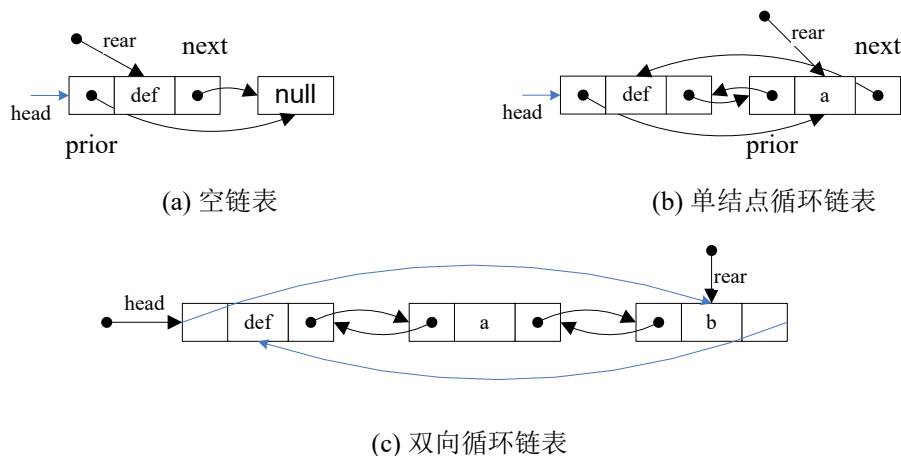 rear
next
def
null
head
prior
(a) 空链表
rear
next
def
a
head
prior
(b) 单结点循环链表
head
rear
def
a
b
(c) 双向循环链表